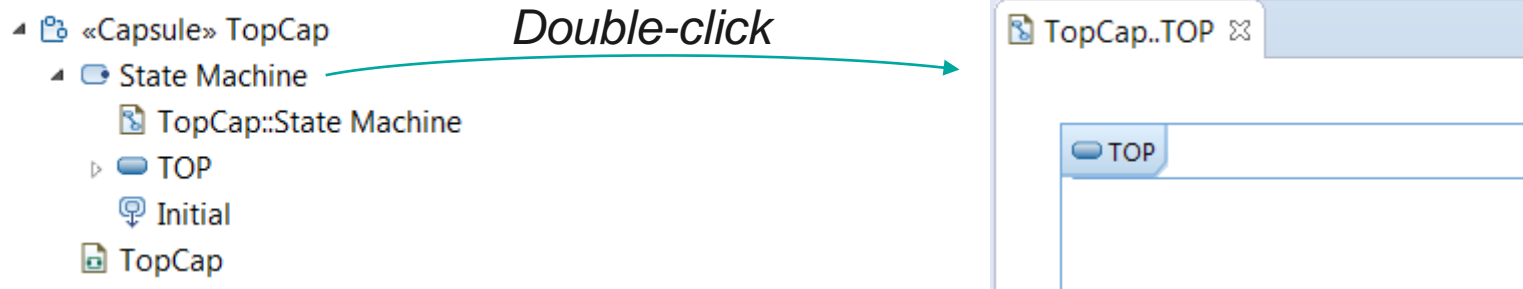 «Capsule» TopCap
Double-click
State Machine
TopCap::State Machine
TOP
Initial
TopCap
TopCap..TOP
TOP